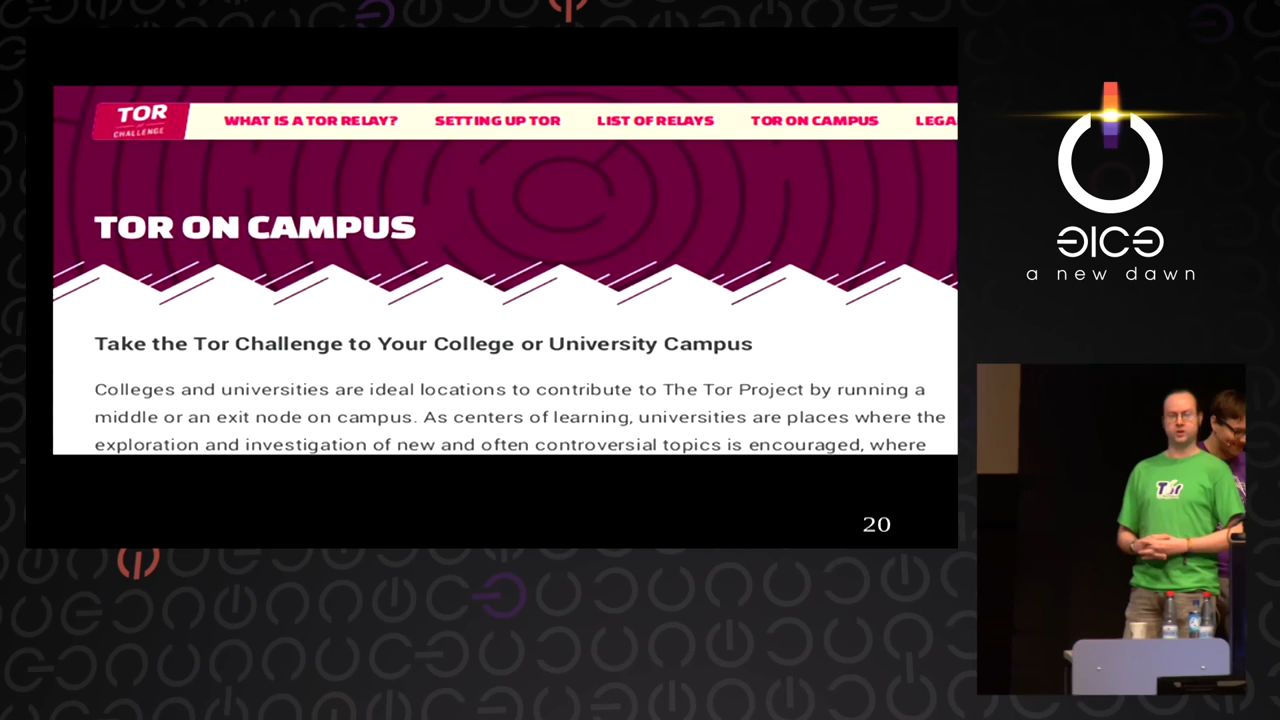 TOR
CHALLENGE
WHAT IS A TOR RELAY?
SETTING UP TOR
LIST OF RELAYS
TOR ON CAMPUS
LEGA
TOR ON CAMPUS
Take the Tor Challenge to Your College or University Campus
Colleges and universities are ideal locations to contribute to The Tor Project by running a
middle or an exit node on campus. As centers of learning, universities are places where the
exploration and investigation of new and often controversial topics is encouraged, where
20
a new dawn
Tor